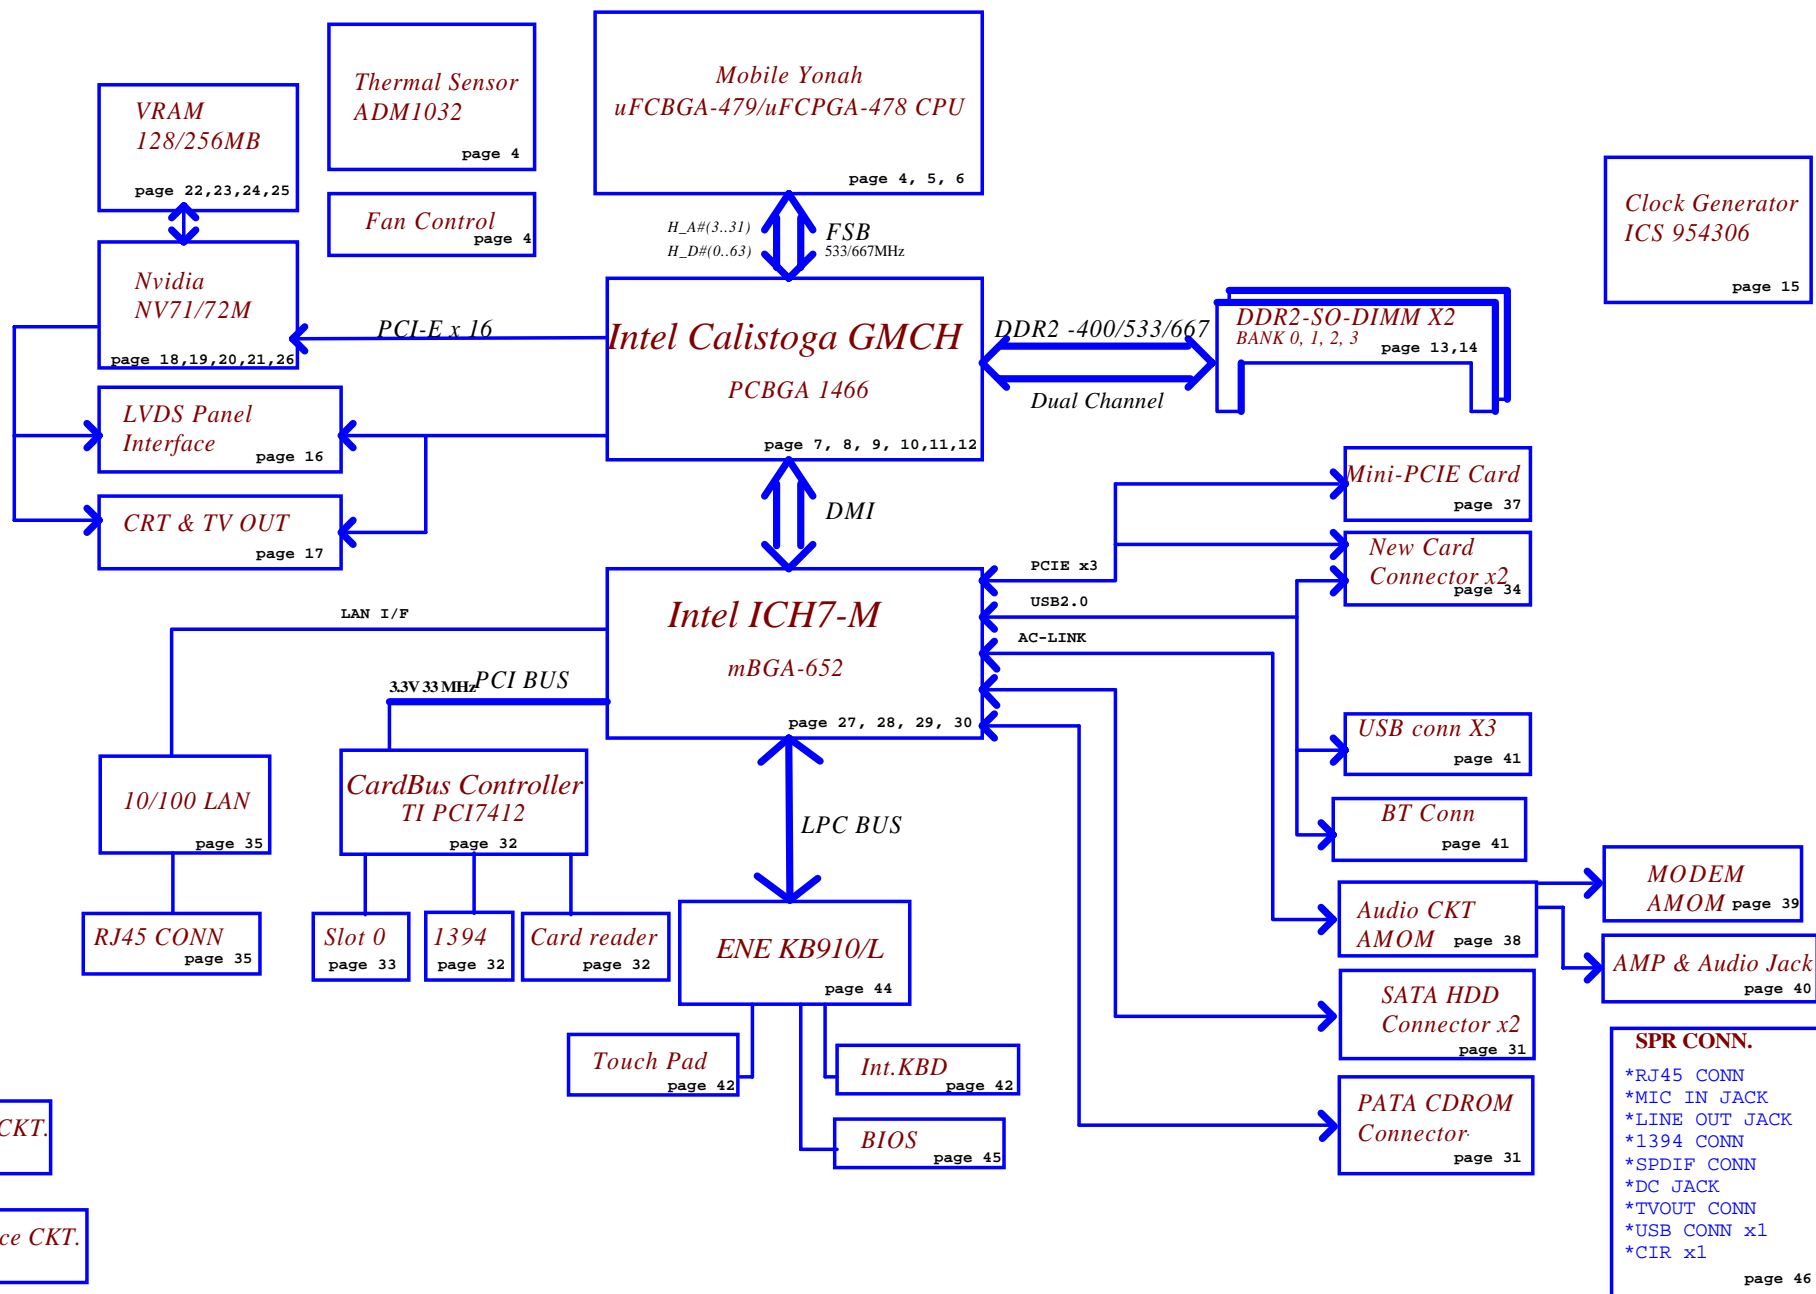 Thermal Sensor
ADM1032
page 4
Mobile Yonah
uFCBGA-479/uFCPGA-478 CPU
page 4, 5, 6
VRAM
128/256MB
page 22,23,24,25
Fan Control
page 4
Clock Generator
ICS 954306
page 15
H_A#(3..31)
H_D#(0..63)
FSB
533/667MHz
Nvidia
NV71/72M
page 18,19,20,21,26
PCI-E x 16
Intel Calistoga GMCH
PCBGA 1466
page 7, 8, 9, 10,11,12
DDR2 -400/533/667
Dual Channel
DDR2-SO-DIMM X2
BANK 0, 1, 2, 3
page 13,14
LVDS Panel
Interface
page 16
CRT & TV OUT
page 17
DMI
Mini-PCIE Card
page 37
New Card
Connector x2
page 34
PCIE x3
USB2.0
AC-LINK
LAN I/F
Intel ICH7-M
mBGA-652
page 27, 28, 29, 30
3.3V 33 MHz
PCI BUS
USB conn X3
page 41
10/100 LAN
page 35
CardBus Controller
TI PCI7412
page 32
LPC BUS
BT Conn
page 41
MODEM
AMOM page 39
Audio CKT
AMOM page 38
RJ45 CONN
page 35
Slot 0
page 33
1394
page 32
Card reader
page 32
ENE KB910/L
page 44
AMP & Audio Jack
page 40
SATA HDD
Connector x2
page 31
Touch Pad
page 42
Int.KBD
page 42
BIOS
page 45
PATA CDROM
Connector
page 31
SPR CONN.
*RJ45 CONN
*MIC IN JACK
*LINE OUT JACK
*1394 CONN
*SPDIF CONN
*DC JACK
*TVOUT CONN
*USB CONN x1
*CIR x1
page 46
CKT.
ce CKT.